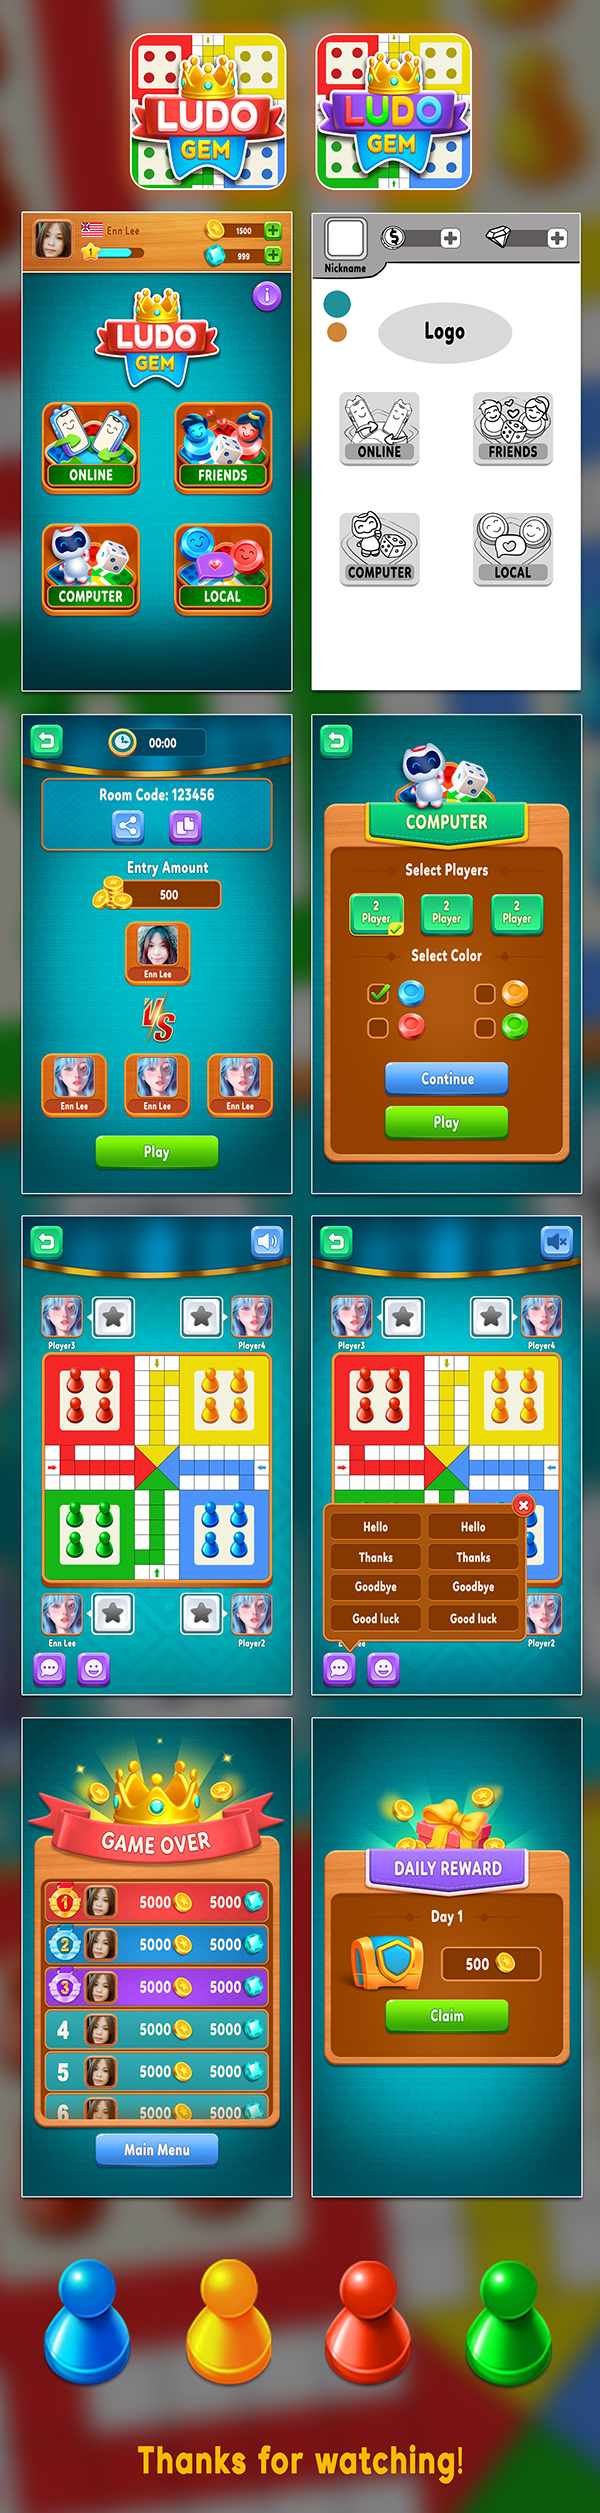 LUDO
GEM
LUDO
GEM
Enn Lee
1500
1
999
LUDO
GEM
ONLINE
FRIENDS
COMPUTER
LOCAL
Nickname
Logo
ONLINE
FRIENDS
COMPUTER
LOCAL
00:00
Room Code: 123456
Entry Amount
500
Enn Lee
VS
Enn Lee
Enn Lee
Enn Lee
Play
COMPUTER
Select Players
2
Player
2
Player
2
Player
Select Color
Continue
Play
Player3
Player4
Enn Lee
Player2
Player3
Player4
Hello
Hello
Thanks
Thanks
Goodbye
Goodbye
Good luck
Good luck
Player2
GAME OVER
1 5000 5000
2 5000 5000
3 5000 5000
4 5000 5000
5 5000 5000
6 5000 5000
Main Menu
DAILY REWARD
Day 1
500
Claim
Thanks for watching!